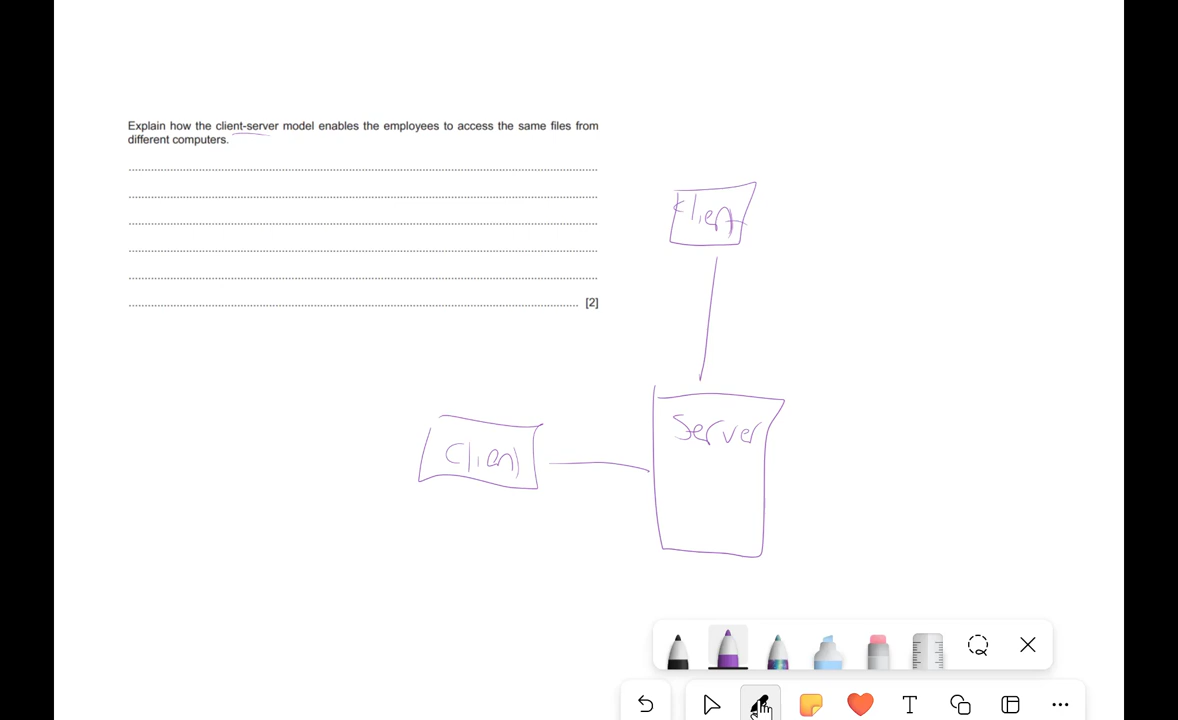 Explain how the client-server model enables the employees to access the same files from
different computers.
[2]
Client
Server
Client